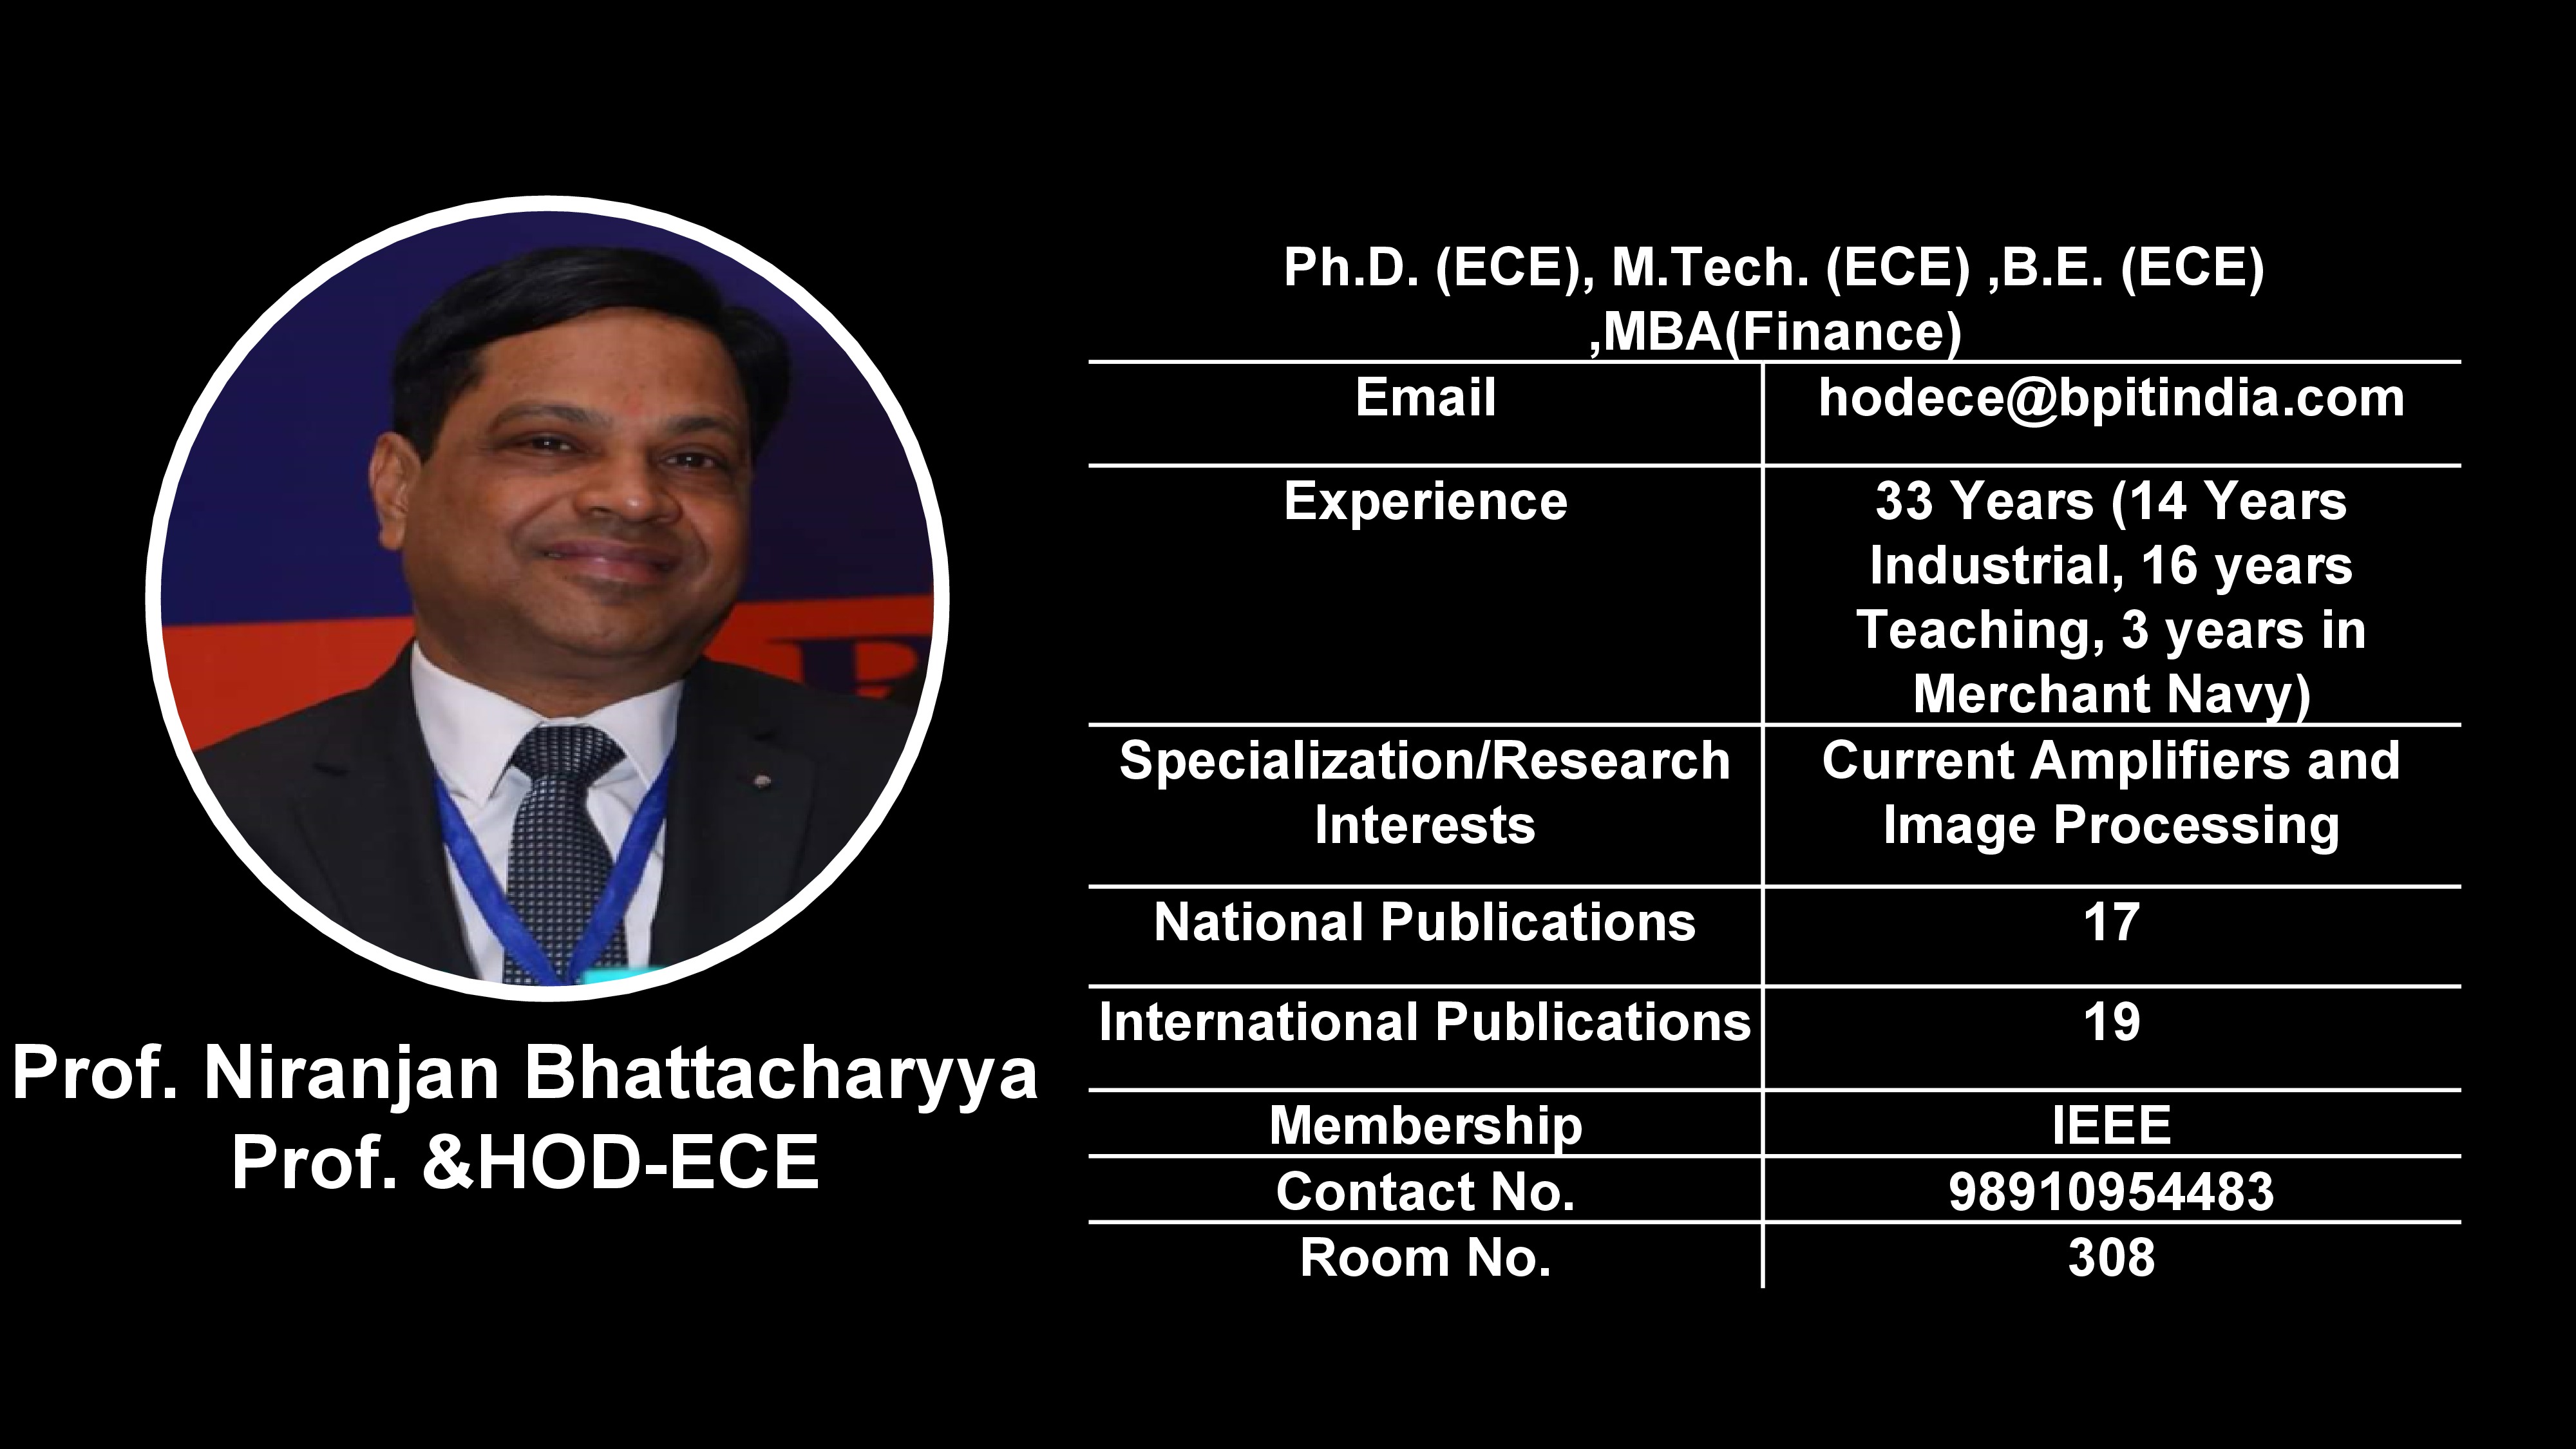 Ph.D. (ECE), M.Tech. (ECE) ,B.E. (ECE)
,MBA(Finance)
Email hodece@bpitindia.com
Experience 33 Years (14 Years
Industrial, 16 years
Teaching, 3 years in
Merchant Navy)
Specialization/Research Current Amplifiers and
Interests Image Processing
National Publications 17
International Publications 19
Membership IEEE
Contact No. 98910954483
Room No. 308
Prof. Niranjan Bhattacharyya
Prof. &HOD-ECE